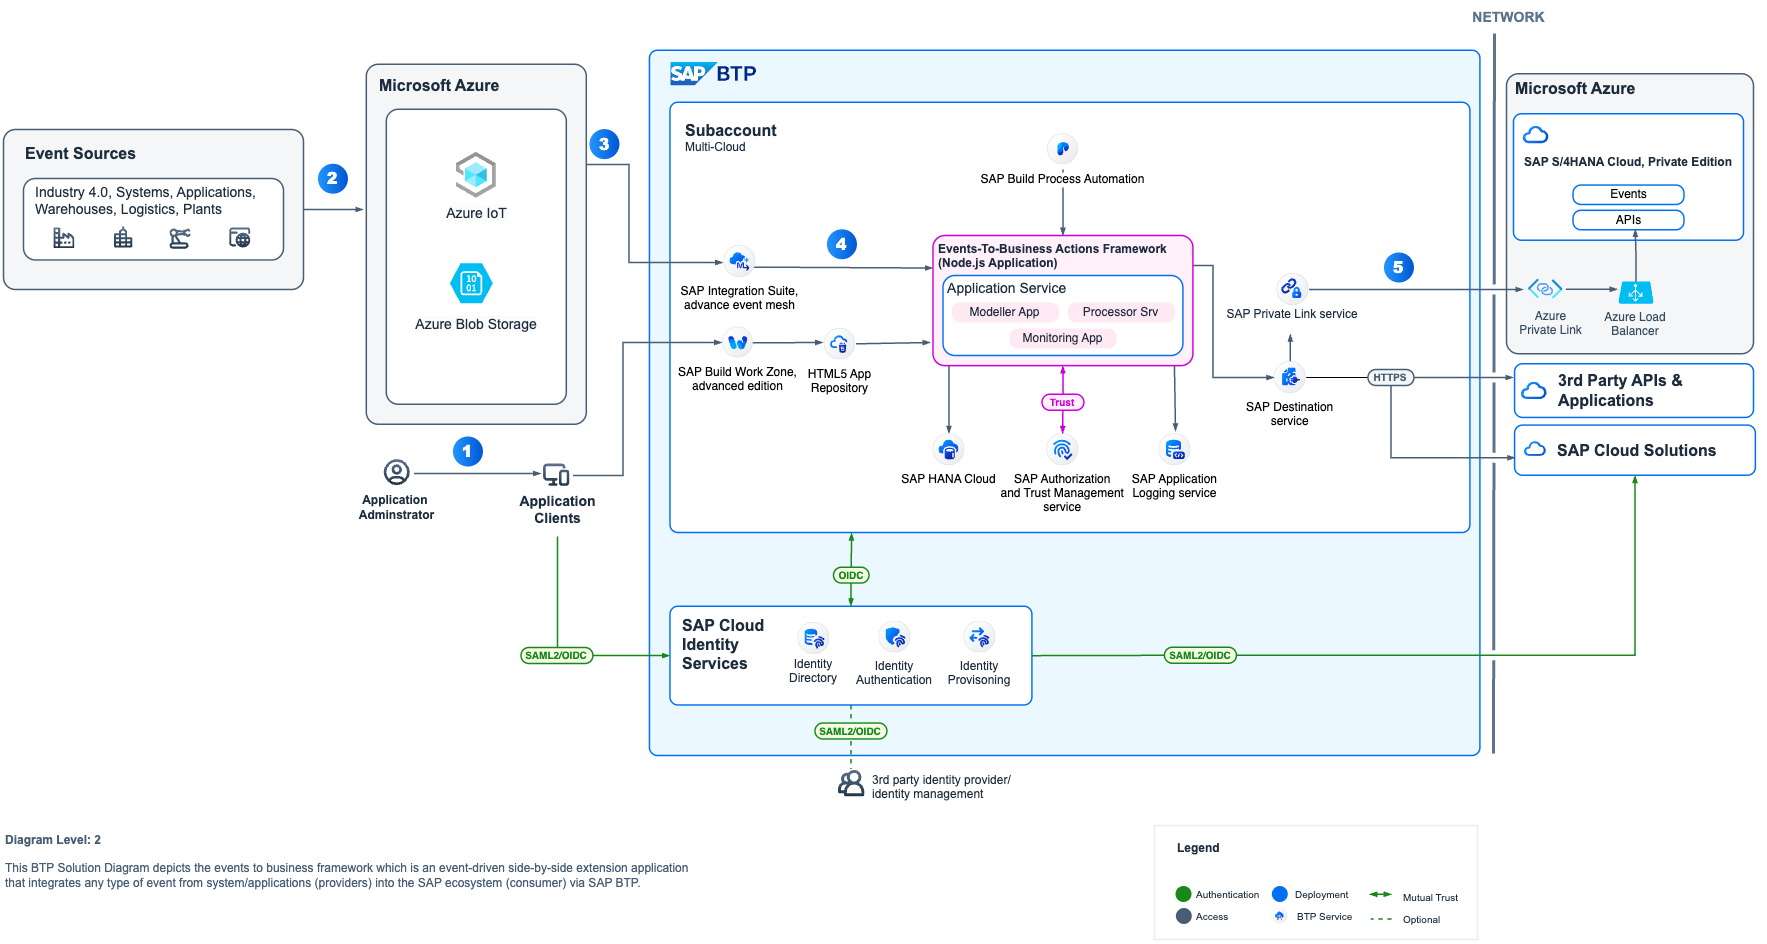 NETWORK
SAP BTP
Microsoft Azure
Azure IoT
10
01
Azure Blob Storage
Event Sources
Industry 4.0, Systems, Applications,
Warehouses, Logistics, Plants
2
3
1
Application
Adminstrator
Application
Clients
Subaccount
Multi-Cloud
SAP Build Process Automation
4
SAP Integration Suite,
advance event mesh
SAP Build Work Zone,
advanced edition
HTML5 App
Repository
Events-To-Business Actions Framework
(Node.js Application)
Application Service
Modeller App
Processor Srv
Monitoring App
Trust
SAP HANA Cloud
SAP Authorization
and Trust Management
service
SAP Application
Logging service
SAP Private Link service
SAP Destination
service
5
HTTPS
Microsoft Azure
SAP S/4HANA Cloud, Private Edition
Events
APIs
Azure
Private Link
Azure Load
Balancer
3rd Party APIs &
Applications
SAP Cloud Solutions
OIDC
SAML2/OIDC
SAP Cloud
Identity
Services
Identity
Directory
Identity
Authentication
Identity
Provisoning
SAML2/OIDC
SAML2/OIDC
3rd party identity provider/
identity management
Diagram Level: 2
This BTP Solution Diagram depicts the events to business framework which is an event-driven side-by-side extension application
that integrates any type of event from system/applications (providers) into the SAP ecosystem (consumer) via SAP BTP.
Legend
Authentication
Deployment
Mutual Trust
Access
BTP Service
Optional